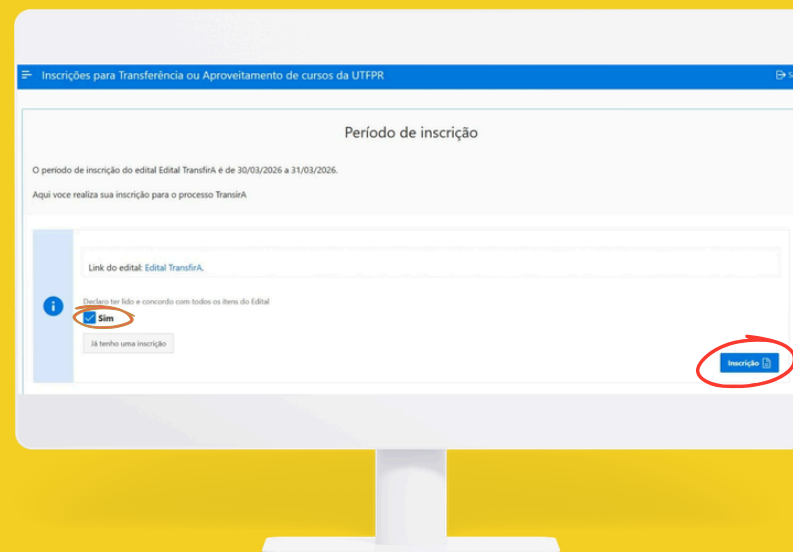 Inscrições para Transferência ou Aproveitamento de cursos da UTFPR
Período de inscrição
O período de inscrição do edital Edital TransfirA é de 30/03/2026 a 31/03/2026.
Aqui voce realiza sua inscrição para o processo TransirA
Link do edital: Edital TransfirA.
Declaro ter lido e concordo com todos os itens do Edital
Sim
Já tenho uma inscrição
Inscrição